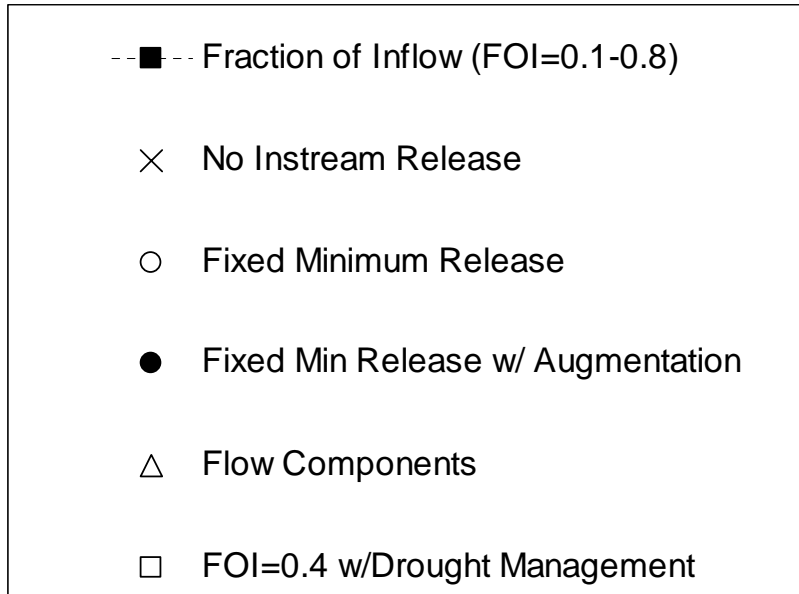 Fraction of Inflow (FOI=0.1-0.8)
No Instream Release
Fixed Minimum Release
Fixed Min Release w/ Augmentation
Flow Components
FOI=0.4 w/Drought Management